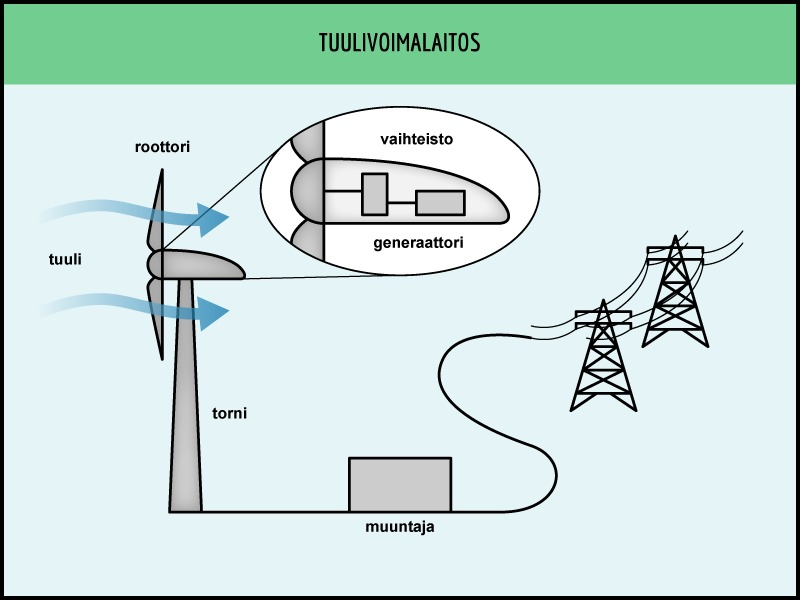 TUULIVOIMALAITOS
vaihteisto
roottori
generaattori
tuuli
torni
muuntaja